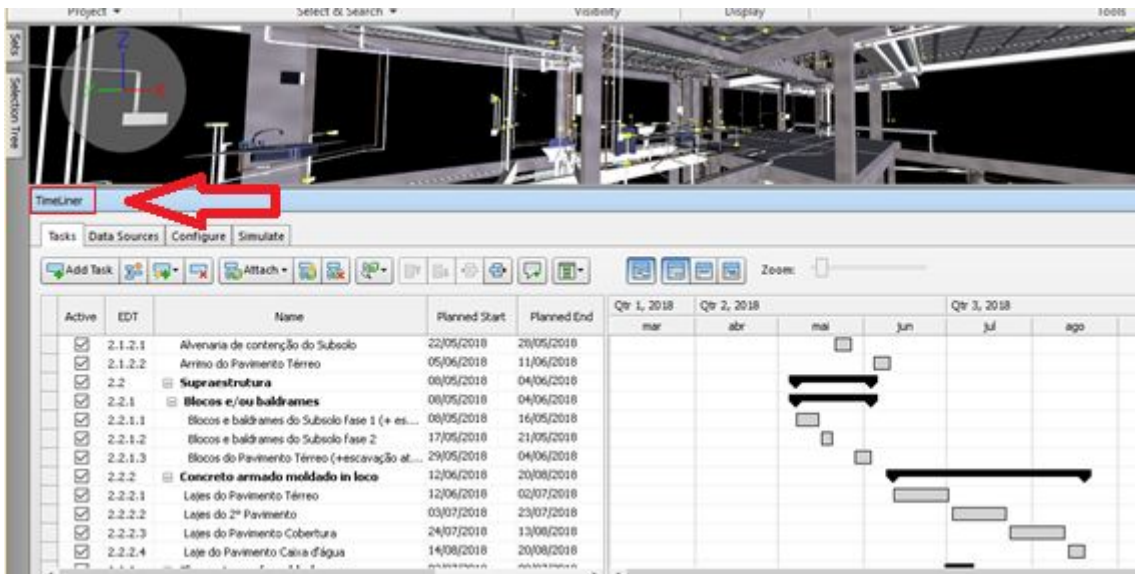 Project Select & Search Visibility Display Tools
Sets
Selection Tree
Z
Y X
TimeLiner
Tasks Data Sources Configure Simulate
Add Task Attach Zoom:
Active EDT Name Planned Start Planned End Qtr 1, 2018 Qtr 2, 2018 Qtr 3, 2018
mar abr mai jun jul ago
2.1.2.1 Alvenaria de contenção do Subsolo 22/05/2018 28/05/2018
2.1.2.2 Arrimo do Pavimento Térreo 05/06/2018 11/06/2018
2.2 Supraestrutura 08/05/2018 04/06/2018
2.2.1 Blocos e/ou baldrames 08/05/2018 04/06/2018
2.2.1.1 Blocos e baldrames do Subsolo fase 1 (+ es.... 08/05/2018 16/05/2018
2.2.1.2 Blocos e baldrames do Subsolo fase 2 17/05/2018 21/05/2018
2.2.1.3 Blocos do Pavimento Térreo (+escavação at.... 29/05/2018 04/06/2018
2.2.2 Concreto armado moldado in loco 12/06/2018 20/08/2018
2.2.2.1 Lajes do Pavimento Térreo 12/06/2018 02/07/2018
2.2.2.2 Lajes do 2º Pavimento 03/07/2018 23/07/2018
2.2.2.3 Lajes do Pavimento Cobertura 24/07/2018 13/08/2018
2.2.2.4 Laje do Pavimento Caixa d'água 14/08/2018 20/08/2018